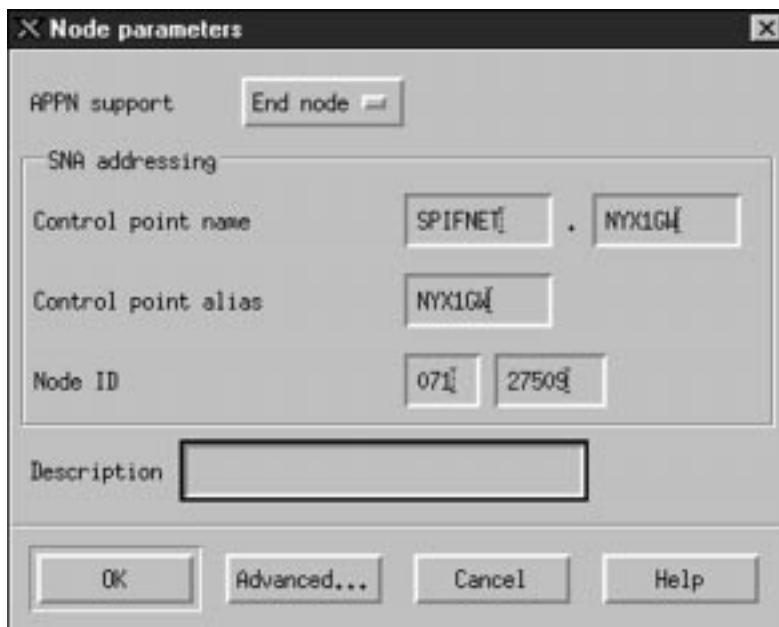 Node parameters
APPN support End node
SNA addressing
Control point name SPIFNET . NYX1GW
Control point alias NYX1GW
Node ID 071 27509
Description
OK Advanced... Cancel Help